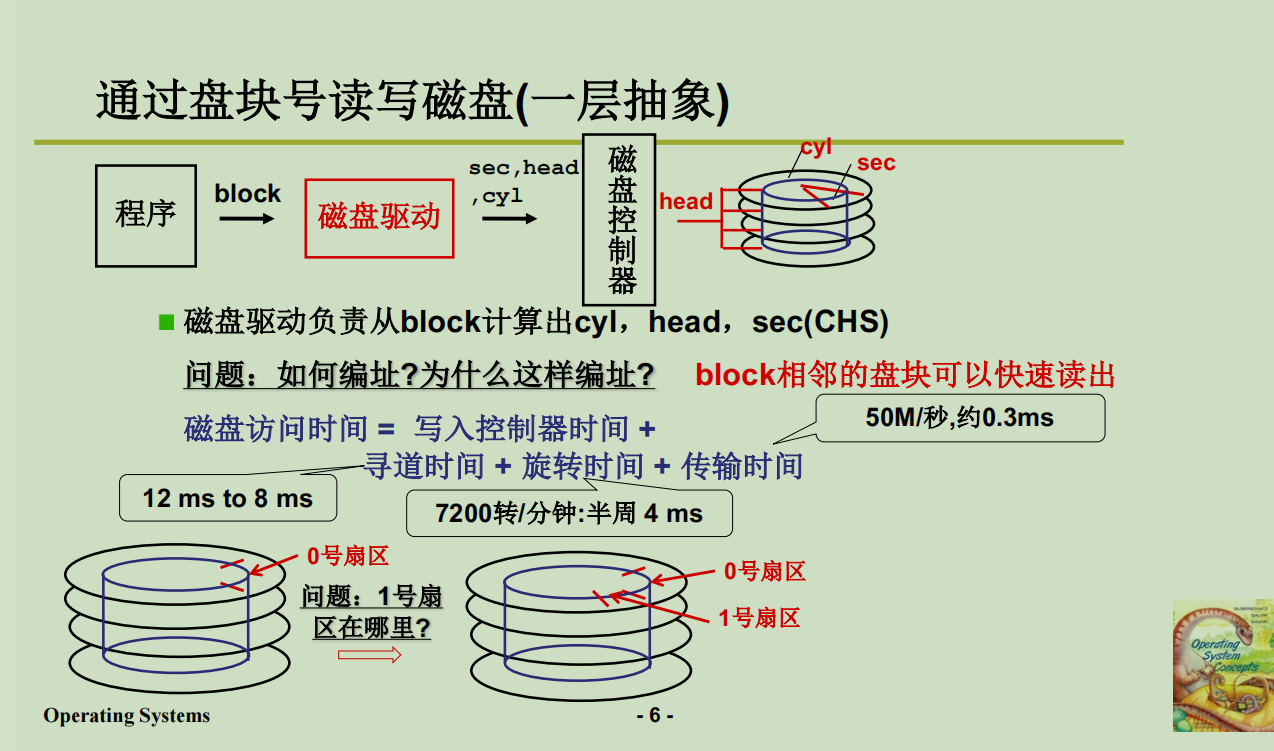 通过盘块号读写磁盘(一层抽象)
程序
block
磁盘驱动
sec,head
,cyl
磁盘控制器
head
cyl
sec
磁盘驱动负责从block计算出cyl，head，sec(CHS)
问题：如何编址?为什么这样编址?
block相邻的盘块可以快速读出
磁盘访问时间 = 写入控制器时间 +
寻道时间 + 旋转时间 + 传输时间
50M/秒,约0.3ms
12 ms to 8 ms
7200转/分钟:半周 4 ms
0号扇区
问题：1号扇
区在哪里?
0号扇区
1号扇区
Operating Systems
- 6 -
SILBERSCHATZ
GALVIN
Operating
System
Concepts